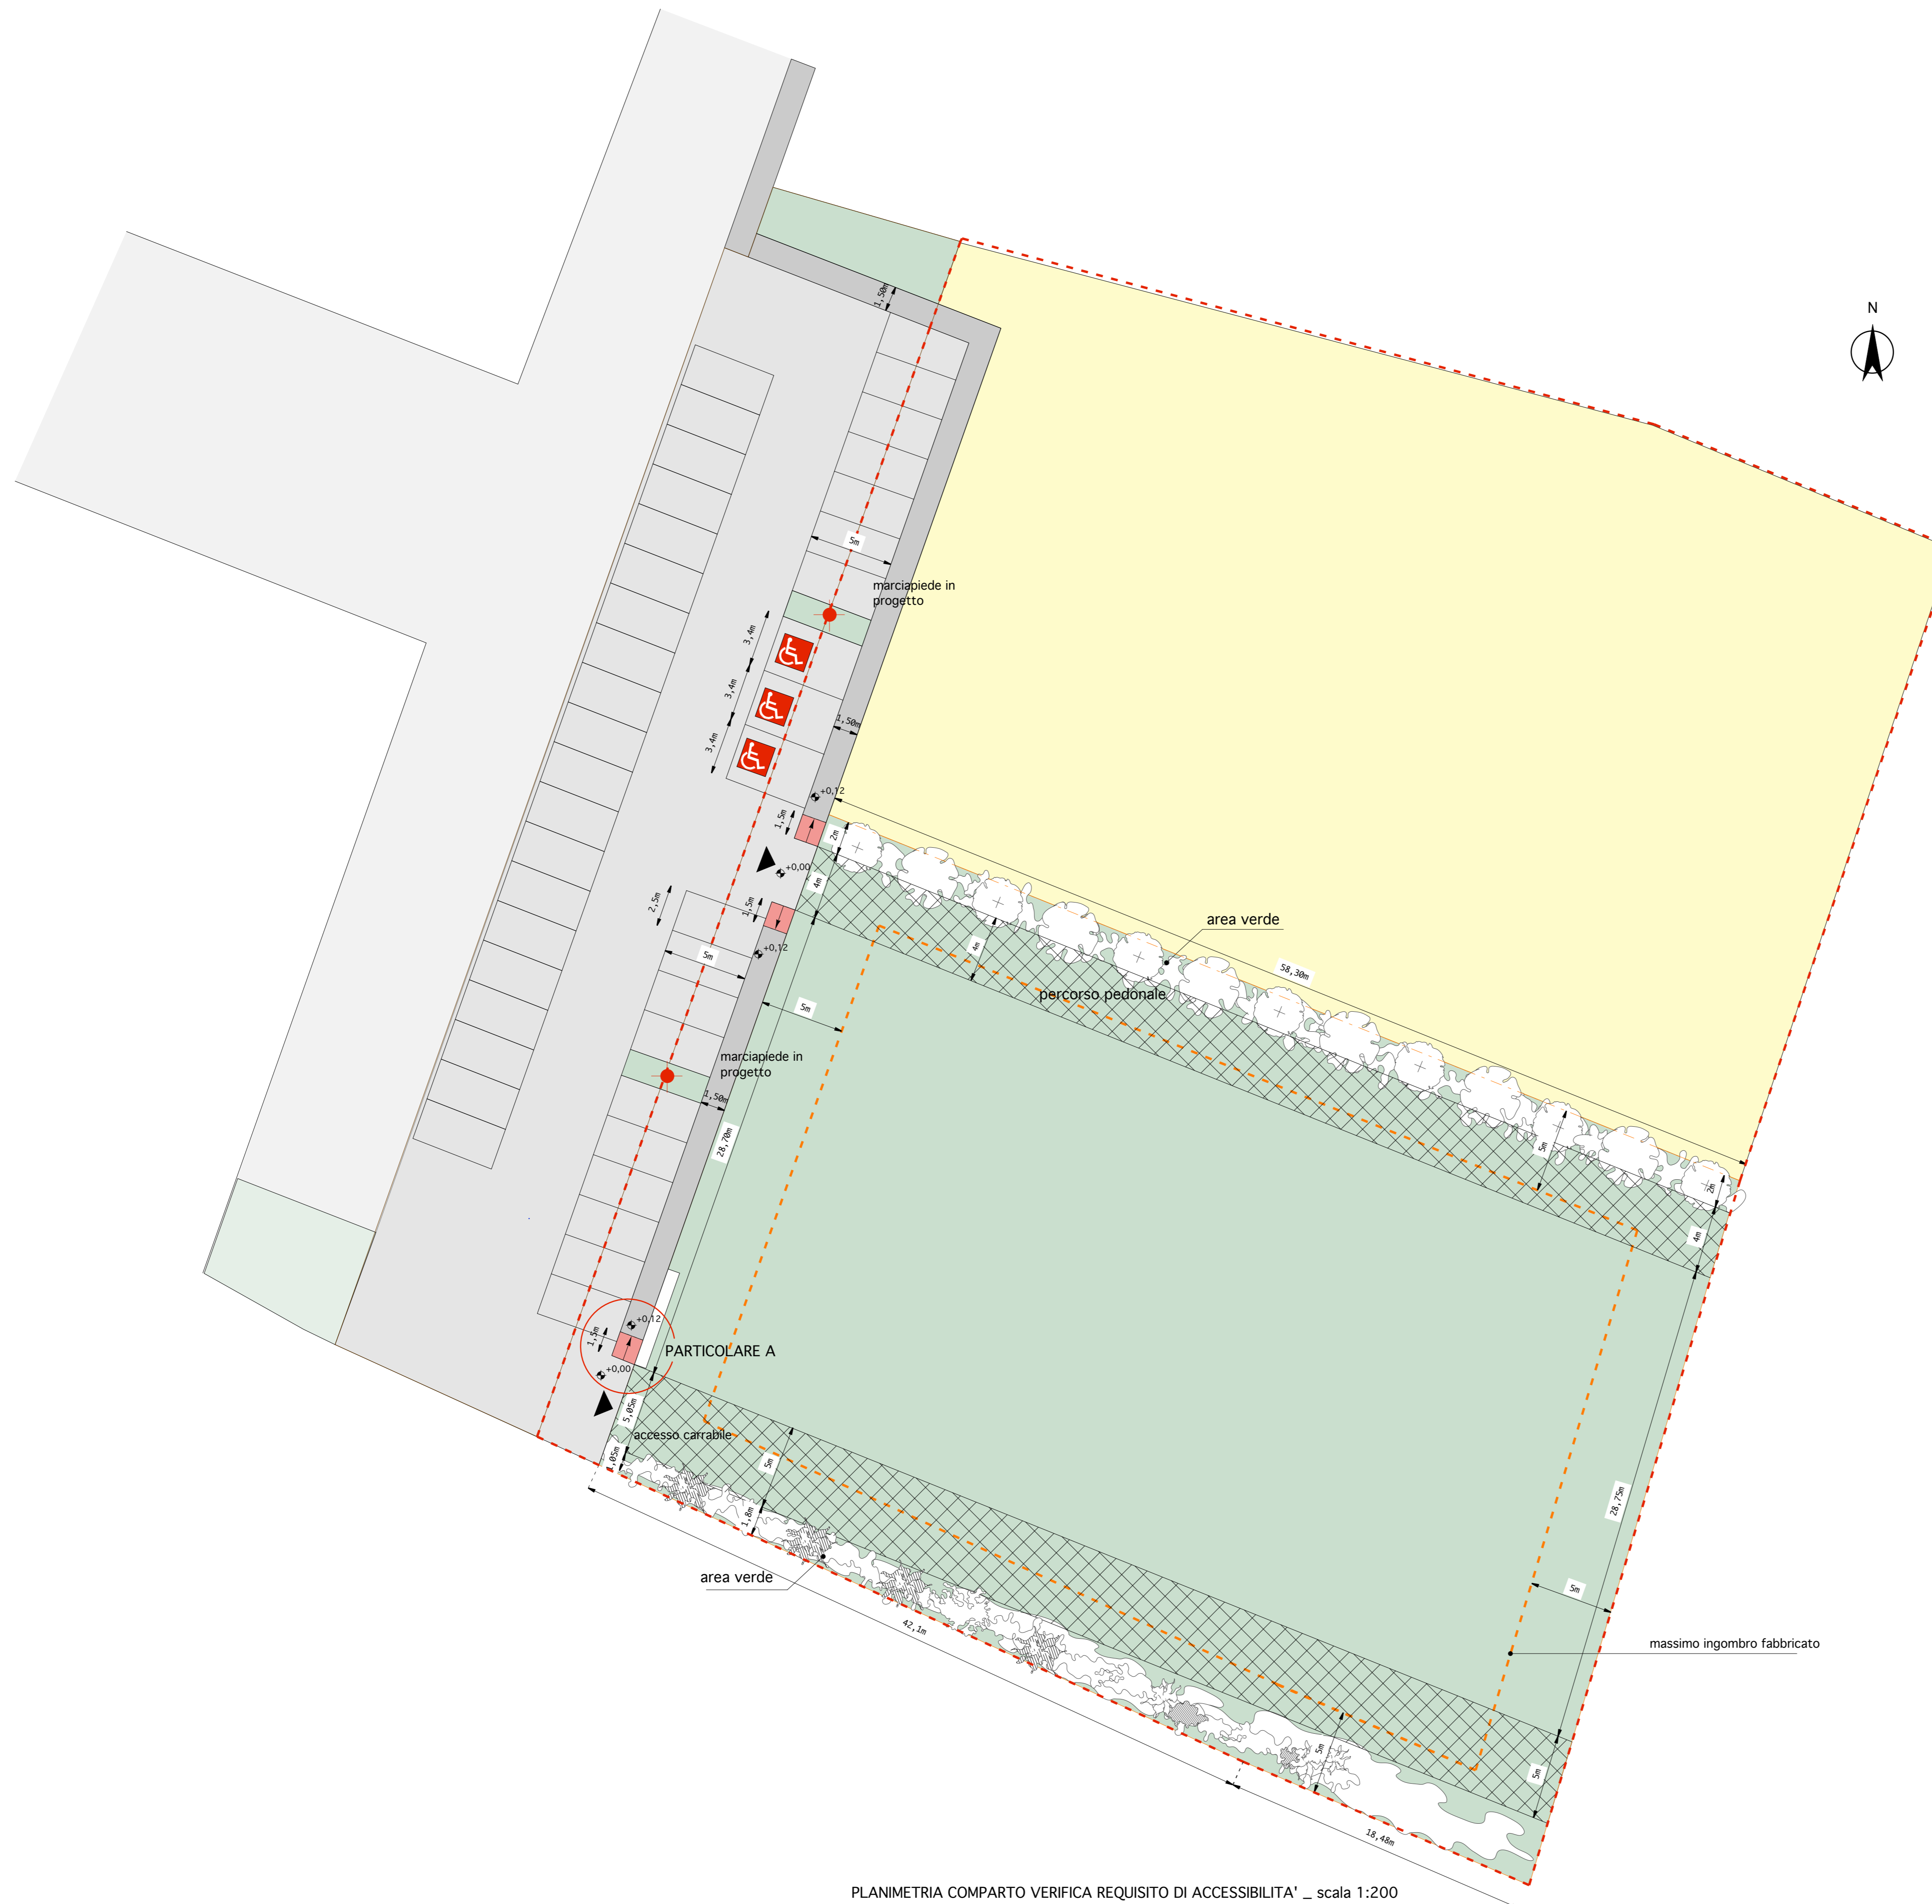 N
1,50m
5m
marciapiede in
progetto
3,4m
3,4m
3,4m
1,50m
+0,12
1,5m
2m
+0,00
4m
2,5m
1,5m
+0,12
5m
area verde
4m
58,30m
percorso pedonale
5m
marciapiede in
progetto
1,50m
28,70m
5m
2m
4m
+0,12
1,5m
PARTICOLARE A
+0,00
5,05m
accesso carrabile
1,05m
5m
1,8m
28,75m
area verde
5m
42,1m
massimo ingombro fabbricato
5m
5m
18,48m
PLANIMETRIA COMPARTO VERIFICA REQUISITO DI ACCESSIBILITA' _ scala 1:200